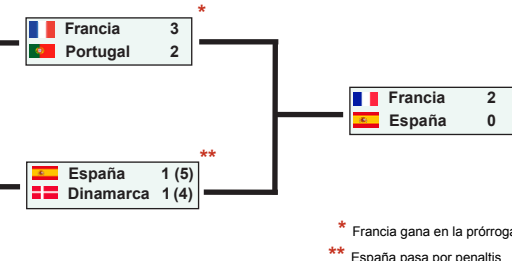 *
Francia 3
Portugal 2
Francia 2
España 0
**
España 1 (5)
Dinamarca 1 (4)
* Francia gana en la prórroga
** España pasa por penaltis